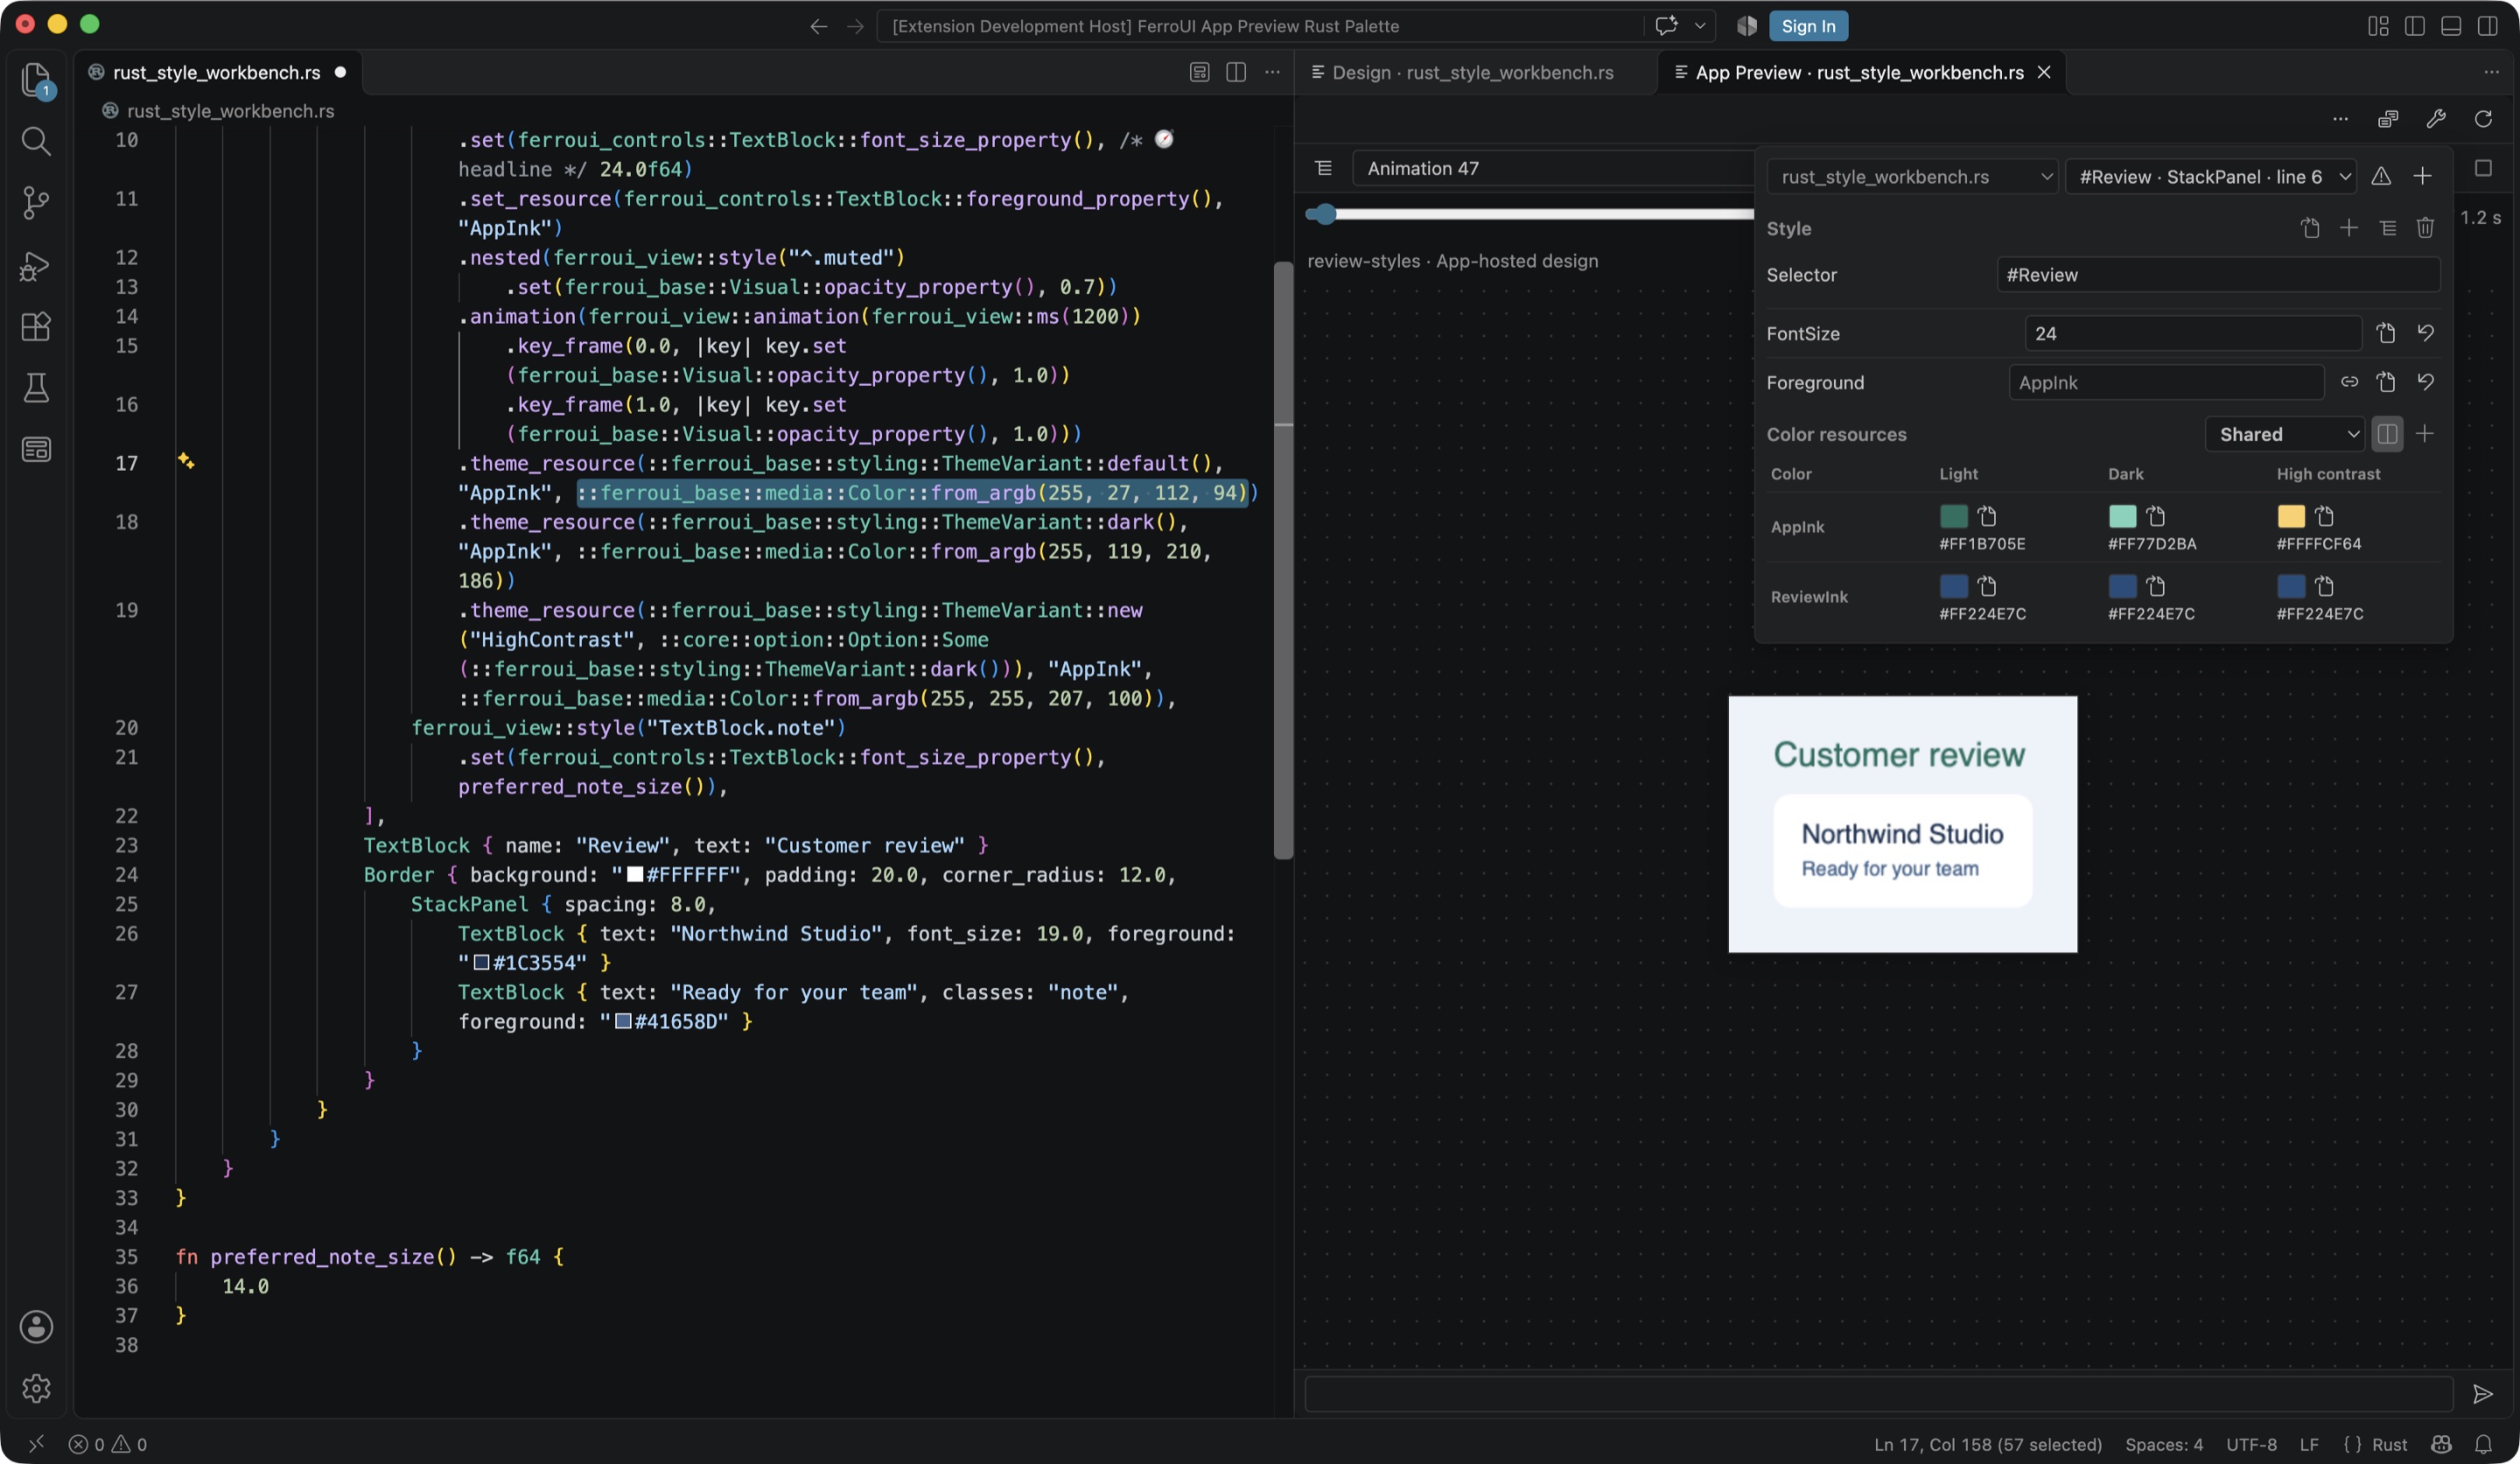 [Extension Development Host] FerroUI App Preview Rust Palette
Sign In
1
rust_style_workbench.rs
rust_style_workbench.rs
10 .set(ferroui_controls::TextBlock::font_size_property(), /* 🧭
headline */ 24.0f64)
11 .set_resource(ferroui_controls::TextBlock::foreground_property(),
"AppInk")
12 .nested(ferroui_view::style("^.muted")
13 .set(ferroui_base::Visual::opacity_property(), 0.7))
14 .animation(ferroui_view::animation(ferroui_view::ms(1200))
15 .key_frame(0.0, |key| key.set
(ferroui_base::Visual::opacity_property(), 1.0))
16 .key_frame(1.0, |key| key.set
(ferroui_base::Visual::opacity_property(), 1.0)))
17 .theme_resource(::ferroui_base::styling::ThemeVariant::default(),
"AppInk", ::ferroui_base::media::Color::from_argb(255, 27, 112, 94))
18 .theme_resource(::ferroui_base::styling::ThemeVariant::dark(),
"AppInk", ::ferroui_base::media::Color::from_argb(255, 119, 210,
186))
19 .theme_resource(::ferroui_base::styling::ThemeVariant::new
("HighContrast", ::core::option::Option::Some
(::ferroui_base::styling::ThemeVariant::dark())), "AppInk",
::ferroui_base::media::Color::from_argb(255, 255, 207, 100)),
20 ferroui_view::style("TextBlock.note")
21 .set(ferroui_controls::TextBlock::font_size_property(),
preferred_note_size()),
22 ],
23 TextBlock { name: "Review", text: "Customer review" }
24 Border { background: "#FFFFFF", padding: 20.0, corner_radius: 12.0,
25 StackPanel { spacing: 8.0,
26 TextBlock { text: "Northwind Studio", font_size: 19.0, foreground:
"#1C3554" }
27 TextBlock { text: "Ready for your team", classes: "note",
foreground: "#41658D" }
28 }
29 }
30 }
31 }
32 }
33 }
34
35 fn preferred_note_size() -> f64 {
36 14.0
37 }
38
Design · rust_style_workbench.rs
App Preview · rust_style_workbench.rs
Animation 47
1.2 s
review-styles · App-hosted design
rust_style_workbench.rs
#Review · StackPanel · line 6
Style
Selector #Review
FontSize 24
Foreground AppInk
Color resources Shared
Color Light Dark High contrast
AppInk #FF1B705E #FF77D2BA #FFFFCF64
ReviewInk #FF224E7C #FF224E7C #FF224E7C
Customer review
Northwind Studio
Ready for your team
0 0
Ln 17, Col 158 (57 selected) Spaces: 4 UTF-8 LF { } Rust